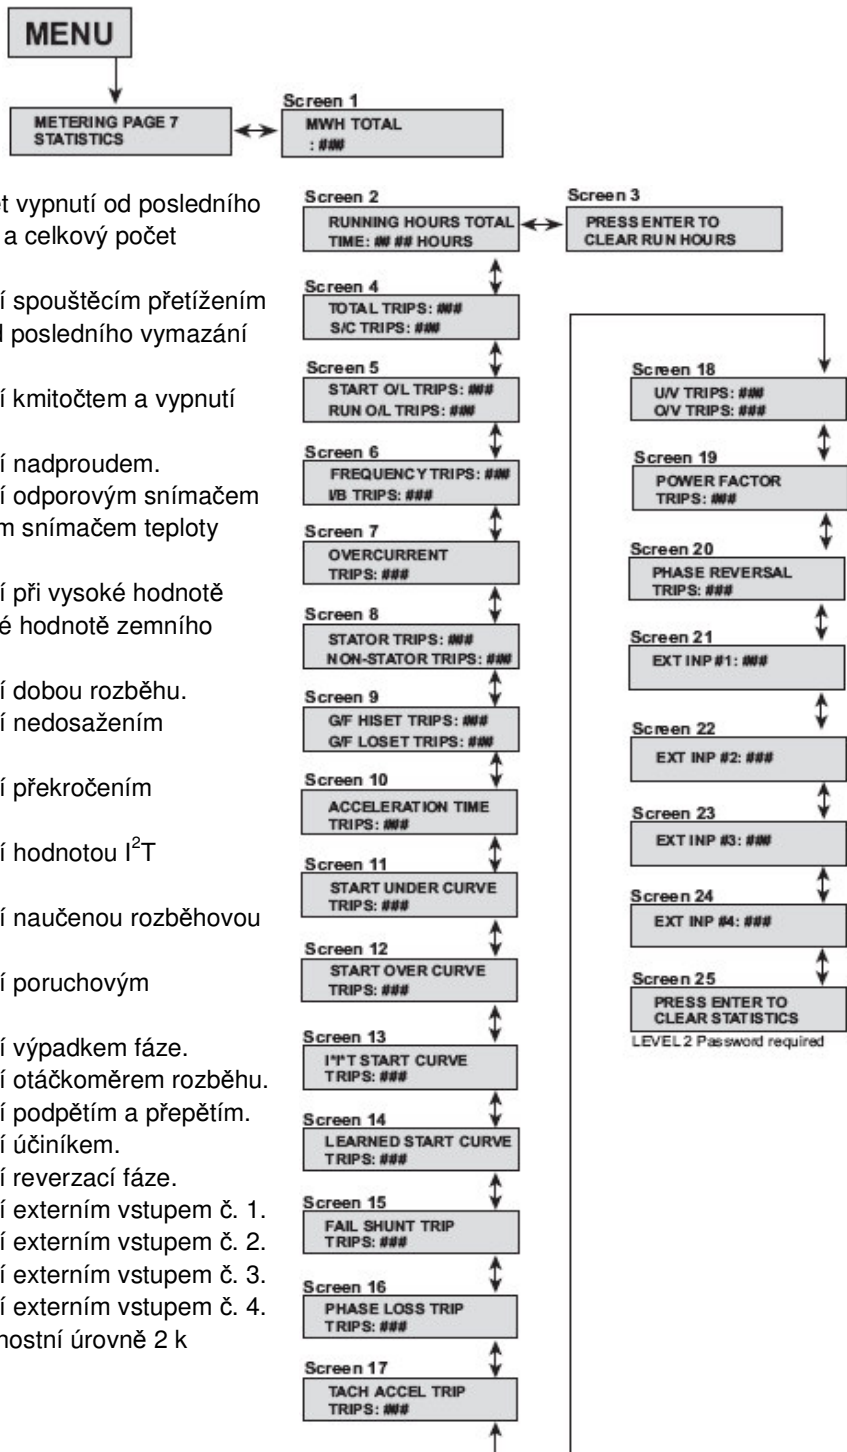 MENU
METERING PAGE 7
STATISTICS
Screen 1
MWH TOTAL
: ###
t vypnutí od posledního
a celkový počet
í spouštěcím přetížením
l posledního vymazání
í kmitočtem a vypnutí
í nadproudem.
í odporovým snímačem
m snímačem teploty
í při vysoké hodnotě
é hodnotě zemního
í dobou rozběhu.
í nedosažením
í překročením
í hodnotou I²T
í naučenou rozběhovou
í poruchovým
í výpadkem fáze.
í otáčkoměrem rozběhu.
í podpětím a přepětím.
í účiníkem.
í reverzací fáze.
í externím vstupem č. 1.
í externím vstupem č. 2.
í externím vstupem č. 3.
í externím vstupem č. 4.
nostní úrovně 2 k
Screen 2
RUNNING HOURS TOTAL
TIME: ## ## HOURS
Screen 3
PRESS ENTER TO
CLEAR RUN HOURS
Screen 4
TOTAL TRIPS: ###
S/C TRIPS: ###
Screen 5
START O/L TRIPS: ###
RUN O/L TRIPS: ###
Screen 6
FREQUENCY TRIPS: ###
I/B TRIPS: ###
Screen 7
OVERCURRENT
TRIPS: ###
Screen 8
STATOR TRIPS: ###
NON-STATOR TRIPS: ###
Screen 9
G/F HISET TRIPS: ###
G/F LOSET TRIPS: ###
Screen 10
ACCELERATION TIME
TRIPS: ###
Screen 11
START UNDER CURVE
TRIPS: ###
Screen 12
START OVER CURVE
TRIPS: ###
Screen 13
I*I*T START CURVE
TRIPS: ###
Screen 14
LEARNED START CURVE
TRIPS: ###
Screen 15
FAIL SHUNT TRIP
TRIPS: ###
Screen 16
PHASE LOSS TRIP
TRIPS: ###
Screen 17
TACH ACCEL TRIP
TRIPS: ###
Screen 18
U/V TRIPS: ###
O/V TRIPS: ###
Screen 19
POWER FACTOR
TRIPS: ###
Screen 20
PHASE REVERSAL
TRIPS: ###
Screen 21
EXT INP #1: ###
Screen 22
EXT INP #2: ###
Screen 23
EXT INP #3: ###
Screen 24
EXT INP #4: ###
Screen 25
PRESS ENTER TO
CLEAR STATISTICS
LEVEL 2 Password required